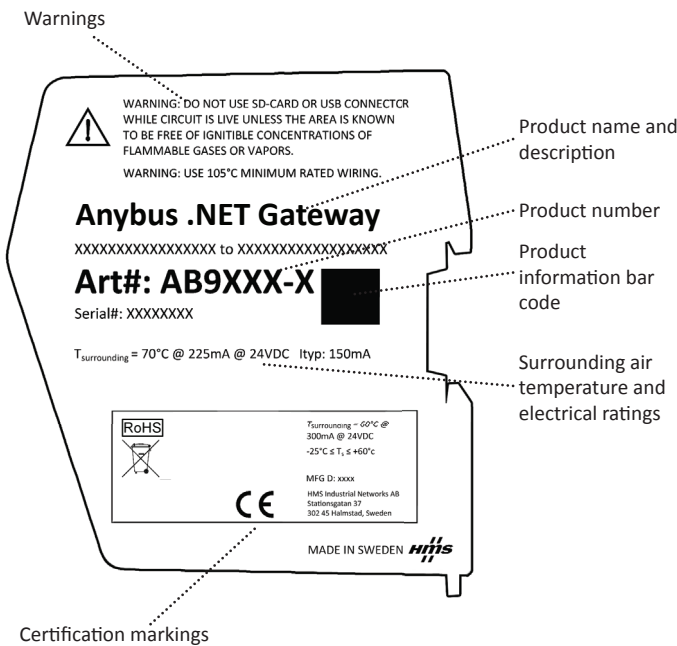 Warnings
WARNING: DO NOT USE SD-CARD OR USB CONNECTCR
WHILE CIRCUIT IS LIVE UNLESS THE AREA IS KNOWN
TO BE FREE OF IGNITIBLE CONCENTRATIONS OF
FLAMMABLE GASES OR VAPORS.
WARNING: USE 105°C MINIMUM RATED WIRING.
Product name and
description
Anybus .NET Gateway
Product number
XXXXXXXXXXXXXXXXXX to XXXXXXXXXXXXXXXXXXX
Art#: AB9XXX-X
Serial#: XXXXXXXX
Product
information bar
code
Tsurrounding = 70°C @ 225mA @ 24VDC Ityp: 150mA
Surrounding air
temperature and
electrical ratings
RoHS
Tsurrounding = 60°C @
300mA @ 24VDC
-25°C ≤ Ts ≤ +60°c
MFG D: xxxx
HMS Industrial Networks AB
Stationsgatan 37
302 45 Halmstad, Sweden
CE
MADE IN SWEDEN HMS
Certification markings